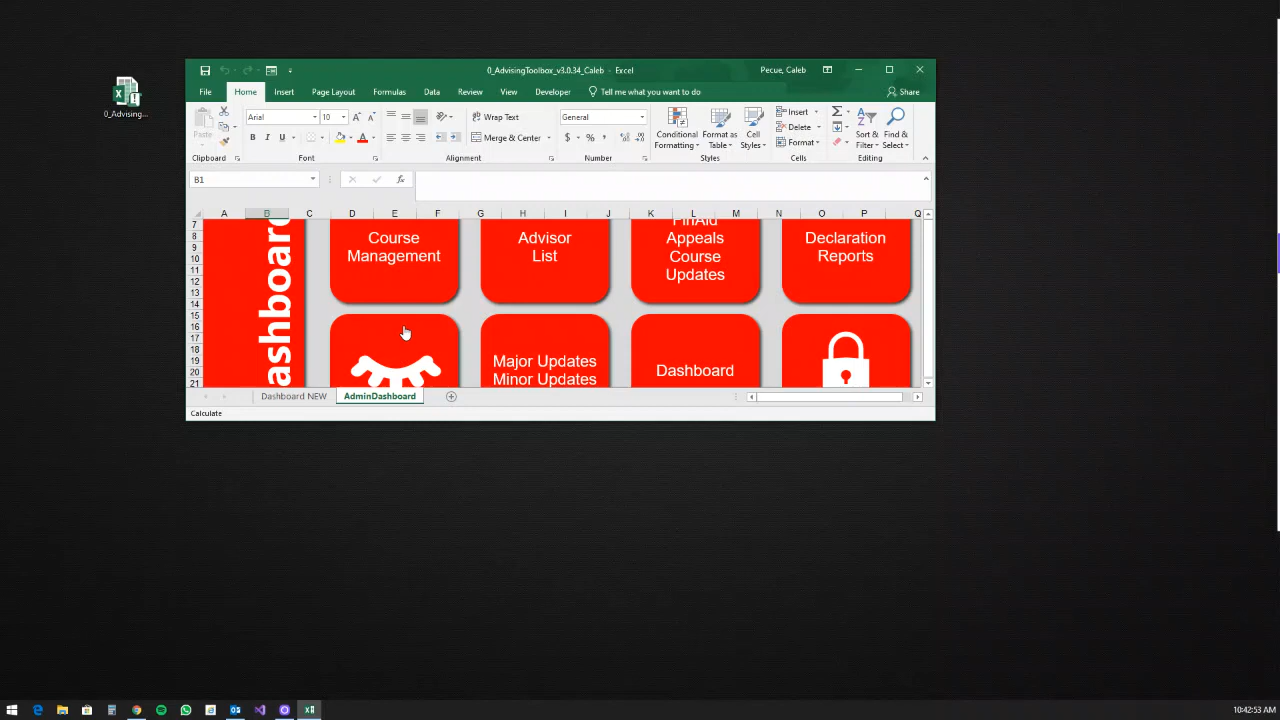 0_AdvisingToolbox_v3.0.34_Caleb - Excel
Pecue, Caleb
0_Advising...
File Home Insert Page Layout Formulas Data Review View Developer Tell me what you want to do Share
Paste
Arial 10
Wrap Text
Merge & Center
General
$ % ,
B I U
Conditional Formatting
Format as Table
Cell Styles
Insert
Delete
Format
Sort & Filter
Find & Select
Clipboard Font Alignment Number Styles Cells Editing
B1
fx
A B C D E F G H I J K L M N O P Q
7
8
9
10
11
12
13
14
15
16
17
18
19
20
21
ashboard
Course
Management
Advisor
List
FinAid
Appeals
Course
Updates
Declaration
Reports
Major Updates
Minor Updates
Dashboard
Dashboard NEW AdminDashboard
Calculate
10:42:53 AM